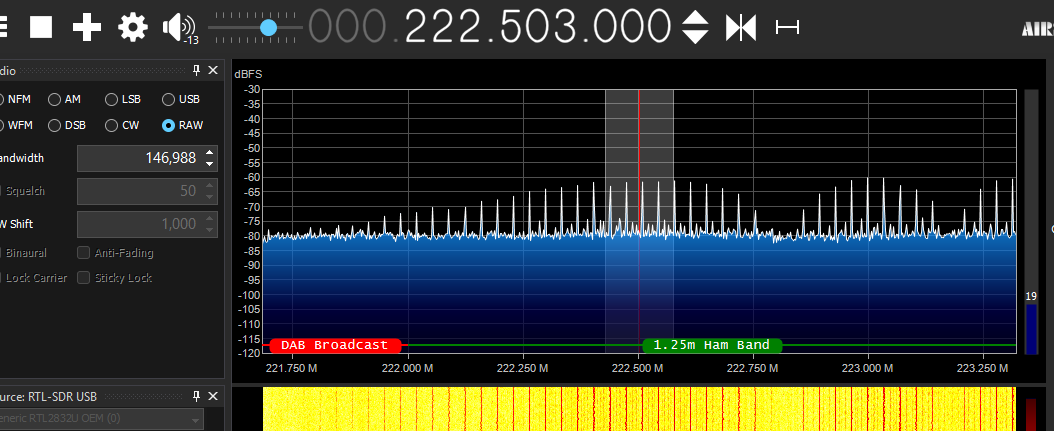 -13
000.222.503.000
AIR
dio
dBFS
NFM AM LSB USB
WFM DSB CW RAW
andwidth 146,988
Squelch 50
W Shift 1,000
Binaural Anti-Fading
Lock Carrier Sticky Lock
-30
-35
-40
-45
-50
-55
-60
-65
-70
-75
-80
-85
-90
-95
-100
-105
-110
-115
-120
19
DAB Broadcast 1.25m Ham Band
221.750 M 222.000 M 222.250 M 222.500 M 222.750 M 223.000 M 223.250 M
urce: RTL-SDR USB
eneric RTL2832U OEM (0)